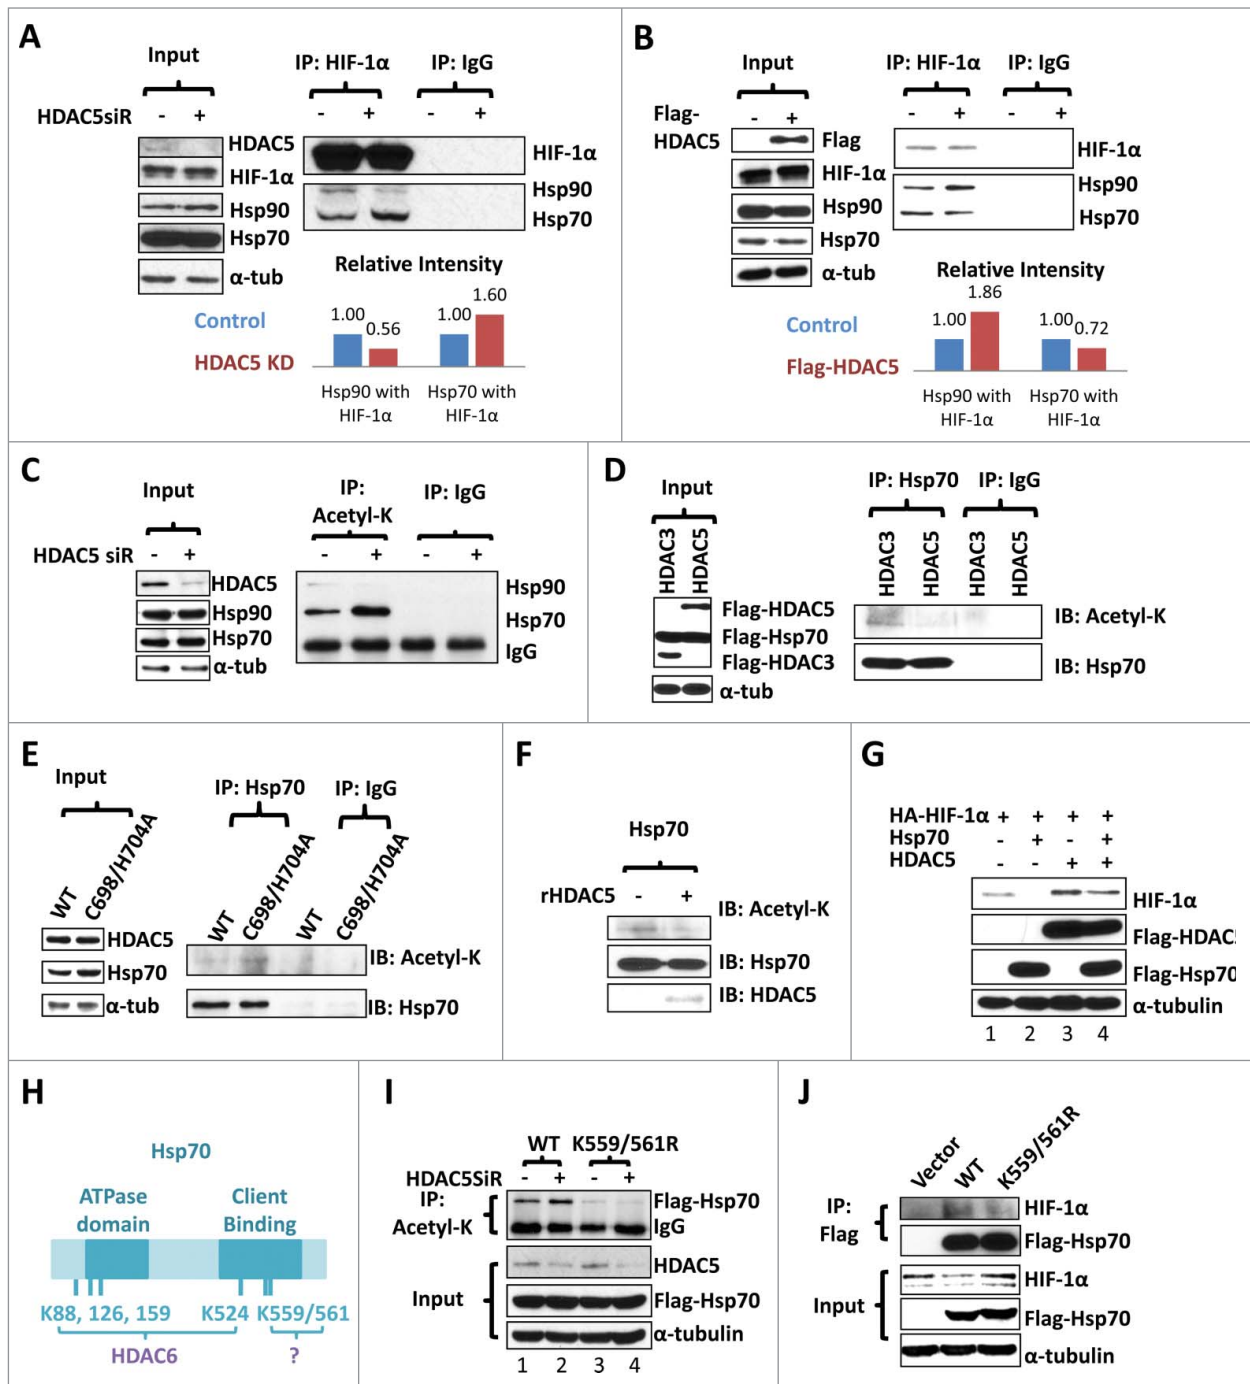 A
Input
IP: HIF-1α
IP: IgG
HDAC5siR
- + - + - +
HDAC5
HIF-1α
Hsp90
Hsp70
α-tub
HIF-1α
Hsp90
Hsp70
Relative Intensity
Control
HDAC5 KD
1.00
0.56
1.00
1.60
Hsp90 with
HIF-1α
Hsp70 with
HIF-1α
B
Input
IP: HIF-1α
IP: IgG
Flag-
HDAC5
- + - + - +
Flag
HIF-1α
Hsp90
Hsp70
α-tub
HIF-1α
Hsp90
Hsp70
Relative Intensity
Control
Flag-HDAC5
1.00
1.86
1.00
0.72
Hsp90 with
HIF-1α
Hsp70 with
HIF-1α
C
Input
IP:
Acetyl-K
IP: IgG
HDAC5 siR
- + - + - +
HDAC5
Hsp90
Hsp70
α-tub
Hsp90
Hsp70
IgG
D
Input
IP: Hsp70
IP: IgG
HDAC3
HDAC5
HDAC3
HDAC5
HDAC3
HDAC5
Flag-HDAC5
Flag-Hsp70
Flag-HDAC3
α-tub
IB: Acetyl-K
IB: Hsp70
E
Input
IP: Hsp70
IP: IgG
WT
C698/H704A
WT
C698/H704A
WT
C698/H704A
HDAC5
Hsp70
α-tub
IB: Acetyl-K
IB: Hsp70
F
Hsp70
rHDAC5
- +
IB: Acetyl-K
IB: Hsp70
IB: HDAC5
G
HA-HIF-1α + + + +
Hsp70 - + - +
HDAC5 - - + +
HIF-1α
Flag-HDAC5
Flag-Hsp70
α-tubulin
1 2 3 4
H
Hsp70
ATPase
domain
Client
Binding
K88, 126, 159
K524
K559/561
HDAC6
?
I
WT K559/561R
HDAC5SiR - + - +
IP:
Acetyl-K
Flag-Hsp70
IgG
Input
HDAC5
Flag-Hsp70
α-tubulin
1 2 3 4
J
Vector
WT
K559/561R
IP:
Flag
HIF-1α
Flag-Hsp70
Input
HIF-1α
Flag-Hsp70
α-tubulin